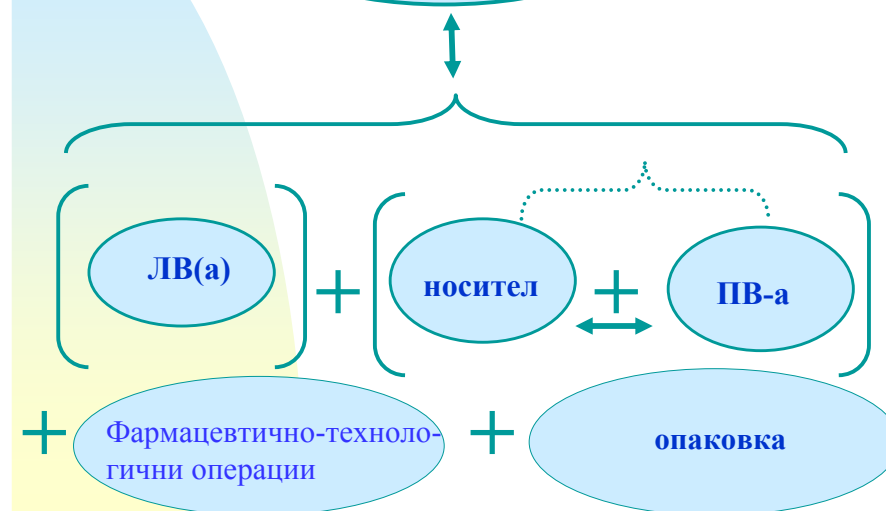 ЛВ(а)
+
носител
+
ПВ-а
+
Фармацевтично-техноло-
гични операции
+
опаковка